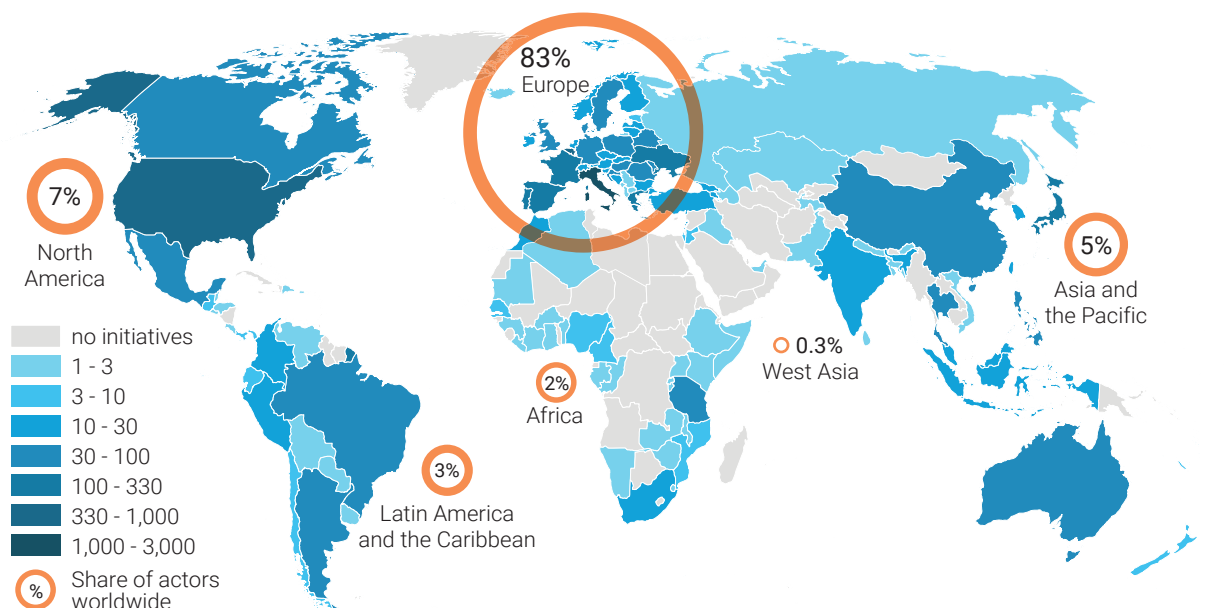 83%
Europe
7%
North
America
5%
Asia and
the Pacific
0.3%
West Asia
2%
Africa
3%
Latin America
and the Caribbean
no initiatives
1 - 3
3 - 10
10 - 30
30 - 100
100 - 330
330 - 1,000
1,000 - 3,000
%
Share of actors
worldwide